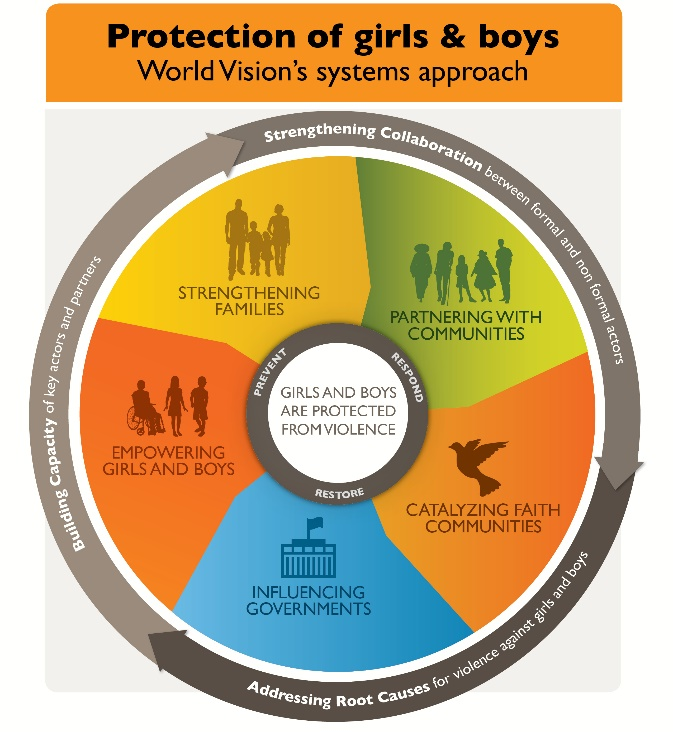 Protection of girls & boys
World Vision's systems approach
Strengthening Collaboration between formal and non formal actors
Building Capacity of key actors and partners
STRENGTHENING
FAMILIES
PARTNERING WITH
COMMUNITIES
PREVENT
RESPOND
GIRLS AND BOYS
ARE PROTECTED
FROM VIOLENCE
RESTORE
EMPOWERING
GIRLS AND BOYS
CATALYZING FAITH
COMMUNITIES
INFLUENCING
GOVERNMENTS
Addressing Root Causes for violence against girls and boys